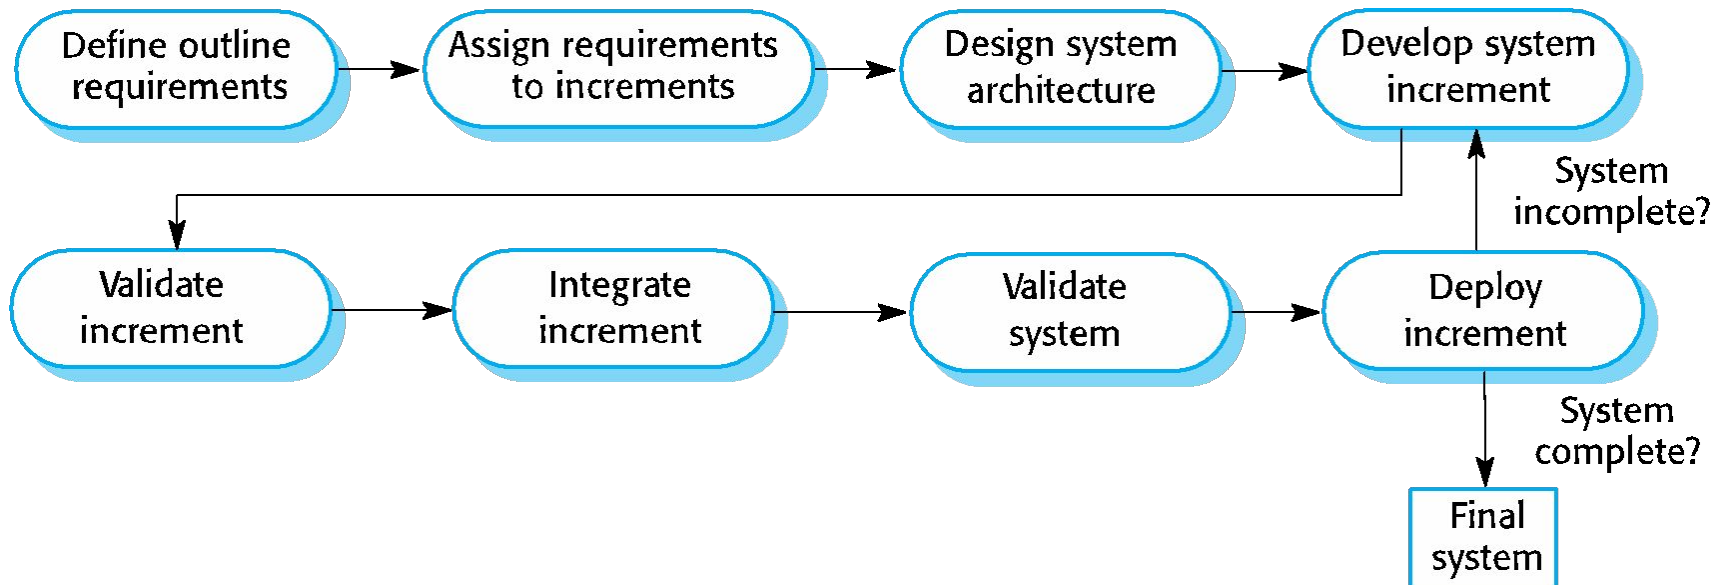 Define outline
requirements
Assign requirements
to increments
Design system
architecture
Develop system
increment
System
incomplete?
Validate
increment
Integrate
increment
Validate
system
Deploy
increment
System
complete?
Final
system